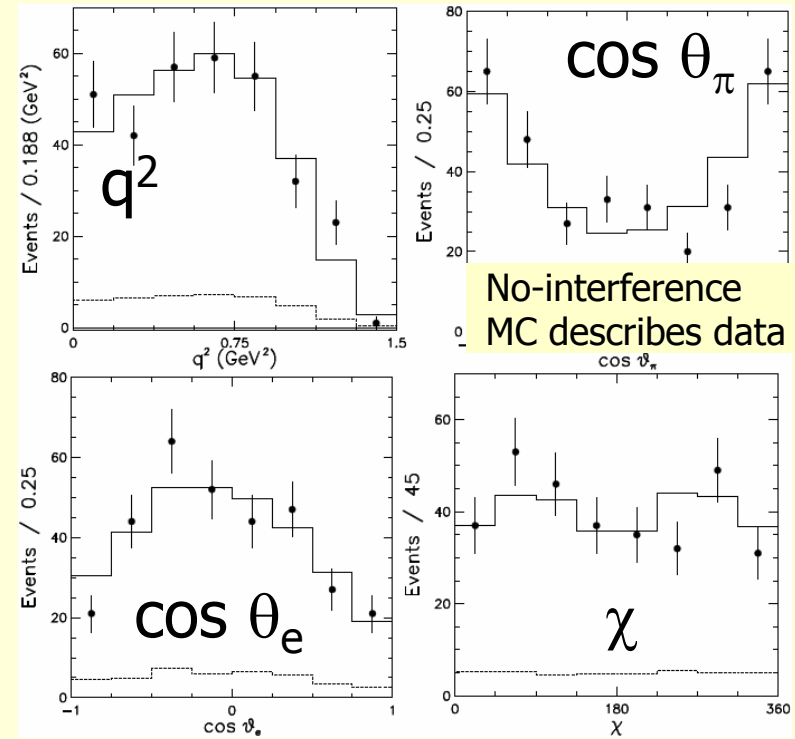 60
40
20
0
Events / 0.188 (GeV²)
q²
0
0.75
1.5
q² (GeV²)
80
60
40
20
0
Events / 0.25
cos θπ
No-interference
MC describes data
cos ϑπ
80
60
40
20
0
Events / 0.25
cos θe
−1
0
1
cos ϑe
60
40
20
0
Events / 45
χ
0
180
360
χ